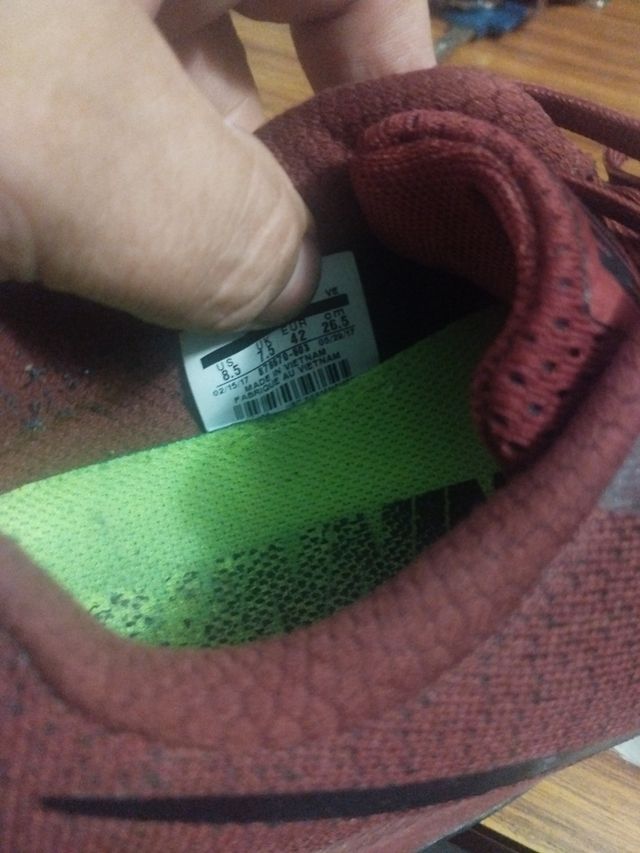 VE
US UK EUR cm
8.5 7.5 42 26.5
02/15/17 05/29/17
MADE IN VIETNAM
FABRIQUE AU VIETNAM